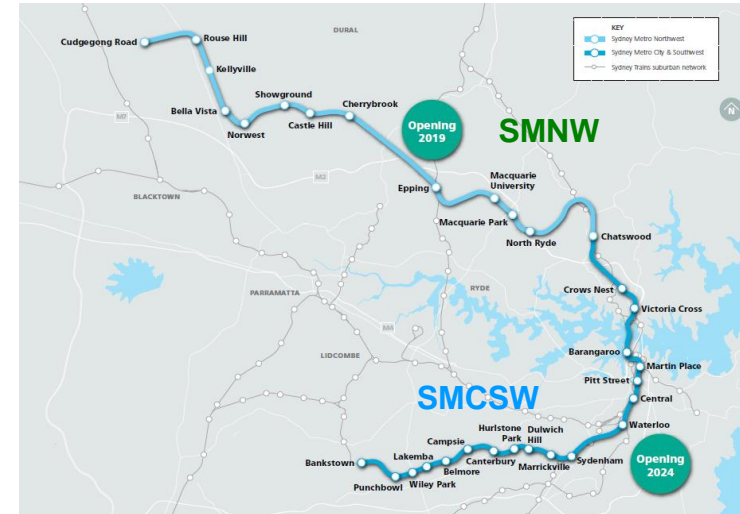 DURAL
KEY
Sydney Metro Northwest
Sydney Metro City & Southwest
Sydney Trains suburban network
N
Cudgegong Road
Rouse Hill
Kellyville
Bella Vista
Norwest
Showground
Castle Hill
Cherrybrook
Opening
2019
SMNW
M7
M2
BLACKTOWN
Epping
Macquarie
University
Macquarie Park
North Ryde
Chatswood
PARRAMATTA
RYDE
M4
LIDCOMBE
Crows Nest
Victoria Cross
Barangaroo
Martin Place
Pitt Street
Central
Waterloo
SMCSW
Bankstown
Punchbowl
Lakemba
Wiley Park
Campsie
Belmore
Canterbury
Hurlstone
Park
Dulwich
Hill
Marrickville
Sydenham
Opening
2024